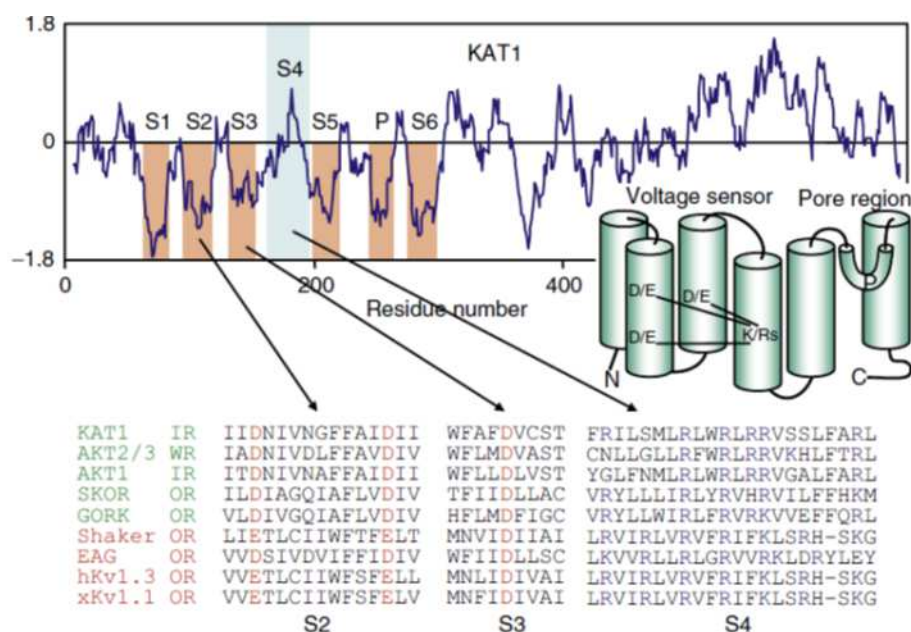 1.8
KAT1
S4
S1 S2 S3 S5 P S6
0
−1.8
0 200 400
Residue number
Voltage sensor Pore region
D/E D/E
D/E K/Rs
P
N C
KAT1 IR IIDNIVNGFFAIDII WFAFDVCST FRILSMLRLWRLRRVSSLFARL
AKT2/3 WR IADNIVDLFFAVDIV WFLMDVAST CNLLGLLRFWRLRRVKHLFTRL
AKT1 IR ITDNIVNAFFAIDIV WFLLDLVST YGLFNMLRLWRLRRVGALFARL
SKOR OR ILDIAGQIAFLVDIV TFIIDLLAC VRYLLLIRLYRVHRVILFFHKM
GORK OR VLDIVGQIAFLVDIV HFLMDFIGC VRYLLWIRLFRVRKVVEFFQRL
Shaker OR LIETLCIIWFTFELT MNVIDIIAI LRVIRLVRVFRIFKLSRH-SKG
EAG OR VVDSIVDVIFFIDIV WFIIDLLSC LKVVRLLRLGRVVRKLDRYLEY
hKv1.3 OR VVETLCIIWFSFELL MNLIDIVAI LRVIRLVRVFRIFKLSRH-SKG
xKv1.1 OR VVETLCIIWFSFELV MNFIDIVAI LRVIRLVRVFRIFKLSRH-SKG
S2 S3 S4